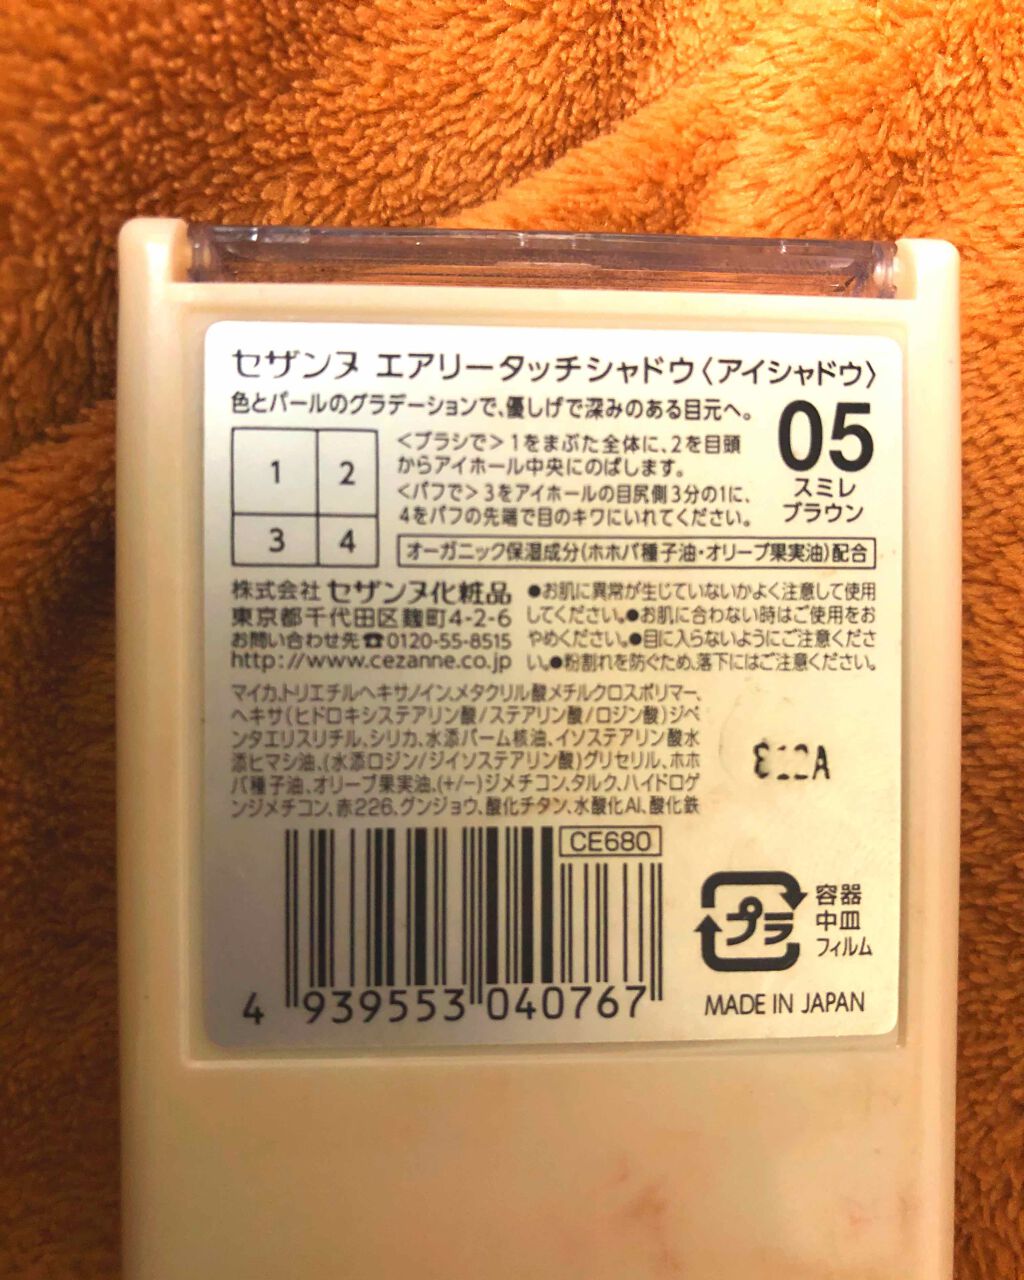 セザンヌ エアリータッチシャドウ〈アイシャドウ〉
色とパールのグラデーションで、優しげで深みのある目元へ。
05
スミレ
ブラウン
1 2
3 4
<ブラシで>1をまぶた全体に、2を目頭
からアイホール中央にのばします。
<パフで>3をアイホールの目尻側3分の1に、
4をパフの先端で目のキワにいれてください。
オーガニック保湿成分(ホホバ種子油・オリーブ果実油)配合
株式会社 セザンヌ化粧品
東京都千代田区麹町4-2-6
お問い合わせ先☎0120-55-8515
http://www.cezanne.co.jp
●お肌に異常が生じていないかよく注意して使用
してください。●お肌に合わない時はご使用をお
やめください。●目に入らないようにご注意くださ
い。●粉割れを防ぐため、落下にはご注意ください。
マイカ、トリエチルヘキサノイン、メタクリル酸メチルクロスポリマー、
ヘキサ(ヒドロキシステアリン酸/ステアリン酸/ロジン酸)ジペ
ンタエリスリチル、シリカ、水添パーム核油、イソステアリン酸水
添ヒマシ油、(水添ロジン/ジイソステアリン酸)グリセリル、ホホ
バ種子油、オリーブ果実油、(+/−)ジメチコン、タルク、ハイドロゲ
ンジメチコン、赤226、グンジョウ、酸化チタン、水酸化Al、酸化鉄
CE680
4 939553 040767
プラ
容器
中皿
フィルム
MADE IN JAPAN